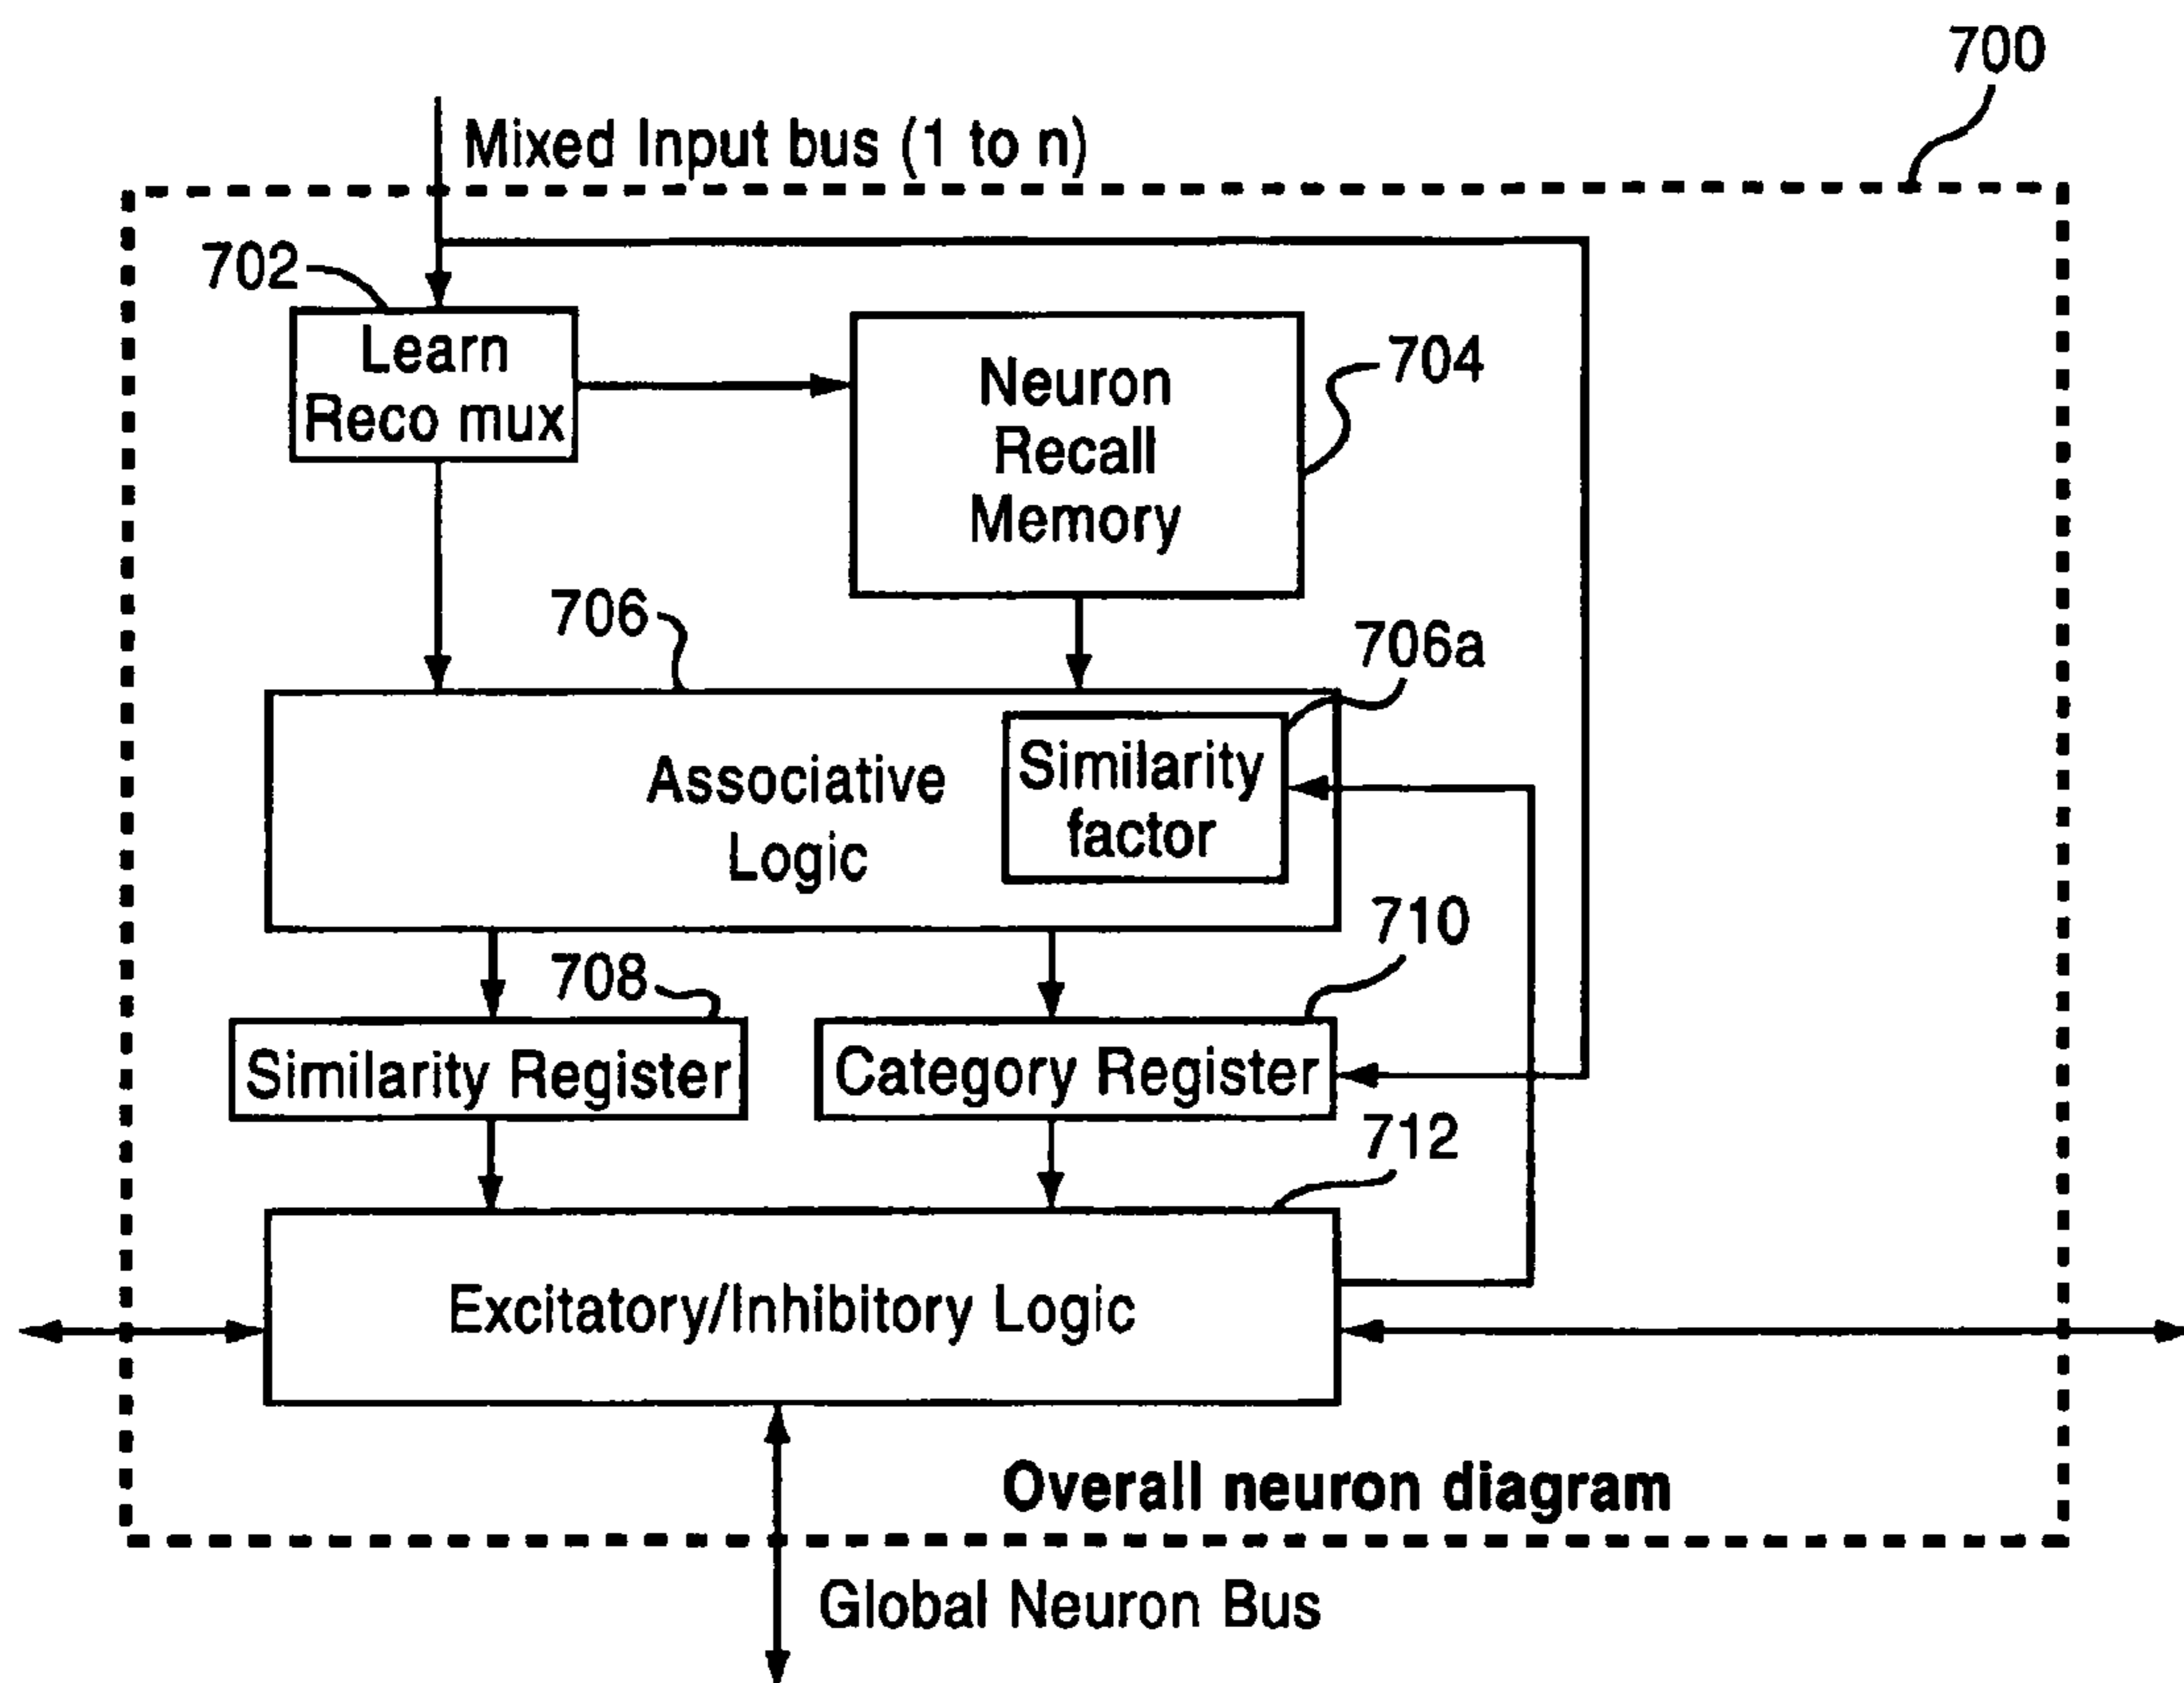 700
Mixed Input bus (1 to n)
702
Learn
Reco mux
Neuron
Recall
Memory
704
706
706a
Associative
Logic
Similarity
factor
710
708
Similarity Register
Category Register
712
Excitatory/Inhibitory Logic
Overall neuron diagram
Global Neuron Bus